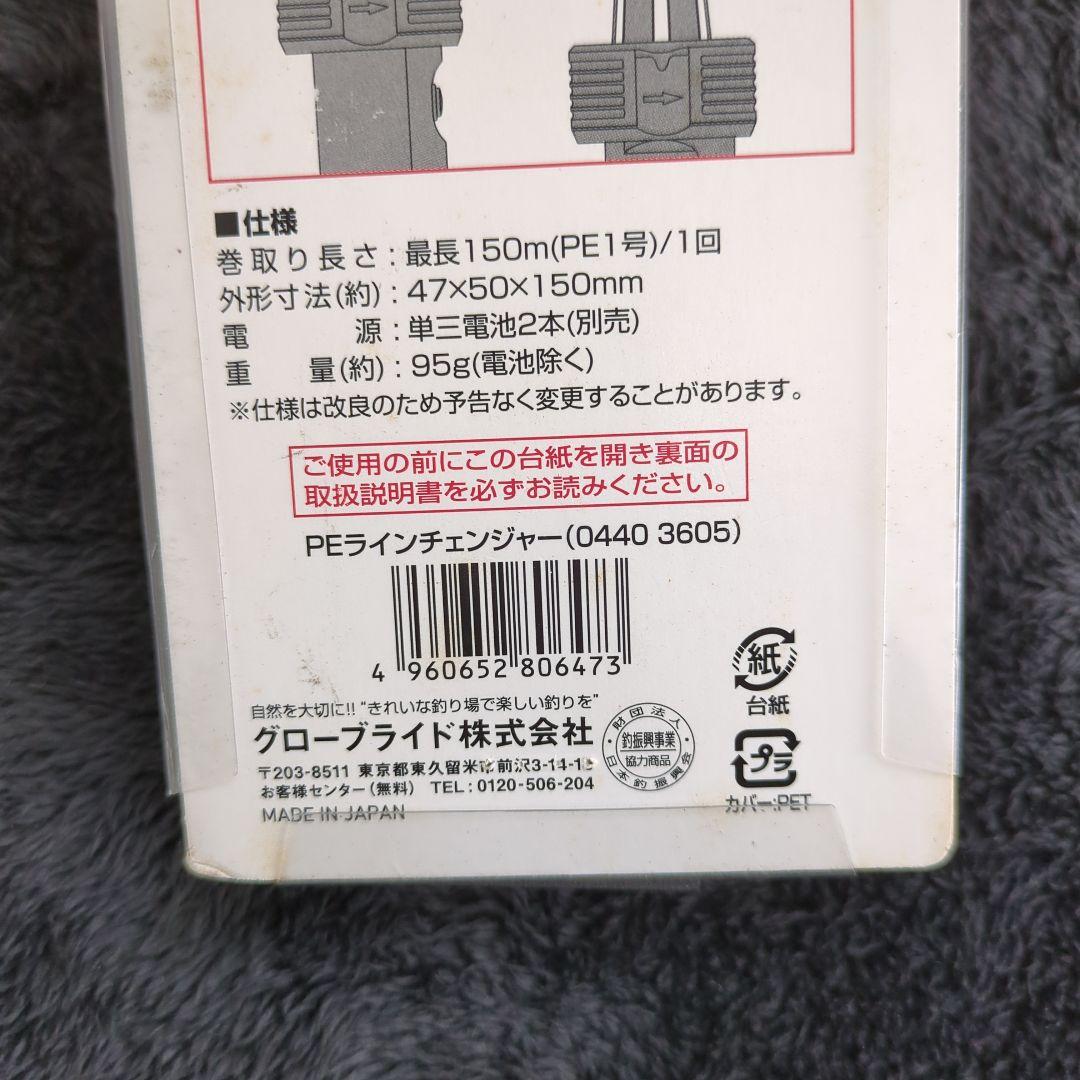 ■仕様
巻取り長さ：最長150m(PE1号)/1回
外形寸法(約)：47×50×150mm
電源：単三電池2本(別売)
重量(約)：95g(電池除く)
※仕様は改良のため予告なく変更することがあります。
ご使用の前にこの台紙を開き裏面の
取扱説明書を必ずお読みください。
PEラインチェンジャー(0440 3605)
4 960652 806473
自然を大切に!! "きれいな釣り場で楽しい釣りを"
グローブライド株式会社
〒203-8511 東京都東久留米市前沢3-14-16
お客様センター(無料) TEL:0120-506-204
MADE IN JAPAN
財団法人
釣振興事業
協力商品
日本釣振興会
紙
台紙
プラ
カバー:PET